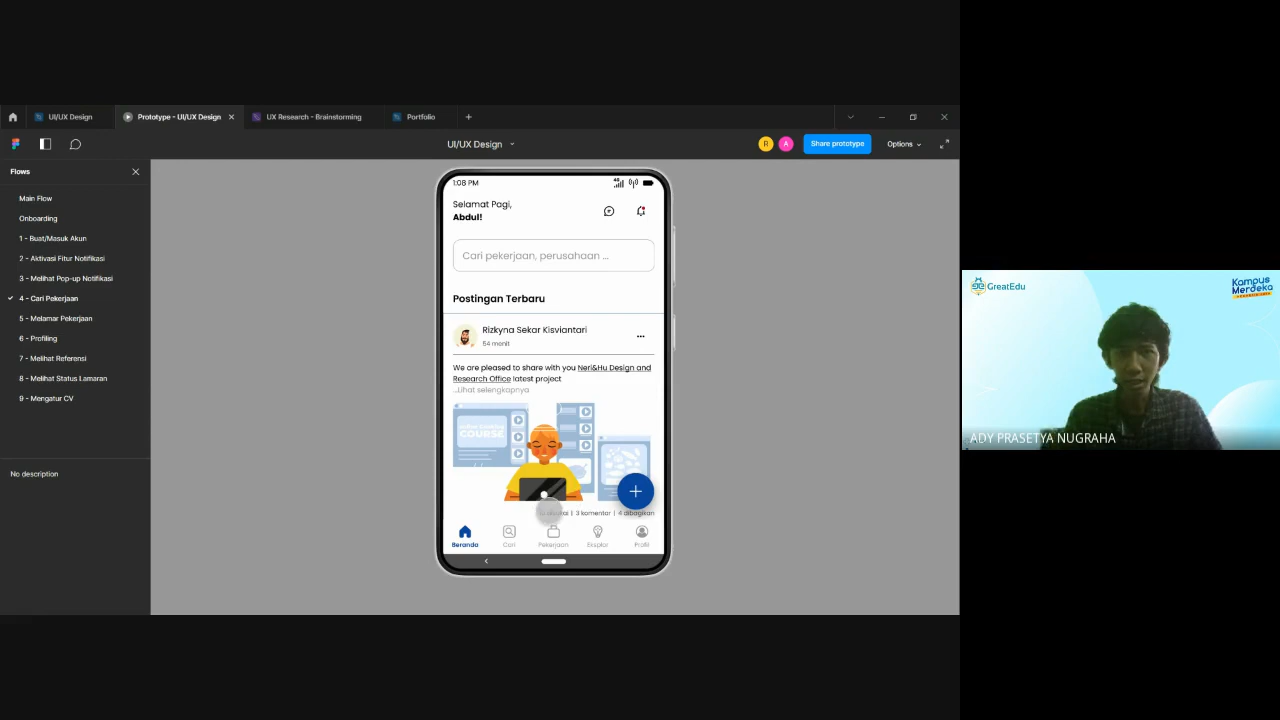 UI/UX Design
Prototype - UI/UX Design
UX Research - Brainstorming
Portfolio
UI/UX Design
R
A
Share prototype
Options
Flows
Main Flow
Onboarding
1 - Buat/Masuk Akun
2 - Aktivasi Fitur Notifikasi
3 - Melihat Pop-up Notifikasi
4 - Cari Pekerjaan
5 - Melamar Pekerjaan
6 - Profiling
7 - Melihat Referensi
8 - Melihat Status Lamaran
9 - Mengatur CV
No description
1:08 PM
Selamat Pagi,
Abdul!
Cari pekerjaan, perusahaan ...
Postingan Terbaru
Rizkyna Sekar Kisviantari
54 menit
We are pleased to share with you Neri&Hu Design and
Research Office latest project
...Lihat selengkapnya
COURSE
| 3 komentar | 4 dibagikan
Beranda
Cari
Pekerjaan
Eksplor
Profil
GreatEdu
Kampus
Merdeka
ADY PRASETYA NUGRAHA